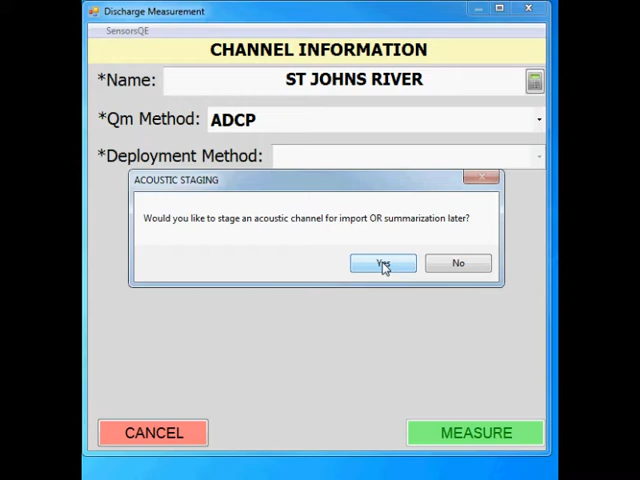 Discharge Measurement
SensorsQE
CHANNEL INFORMATION
*Name: ST JOHNS RIVER
*Qm Method: ADCP
*Deployment Method:
ACOUSTIC STAGING
Would you like to stage an acoustic channel for import OR summarization later?
Yes No
CANCEL MEASURE